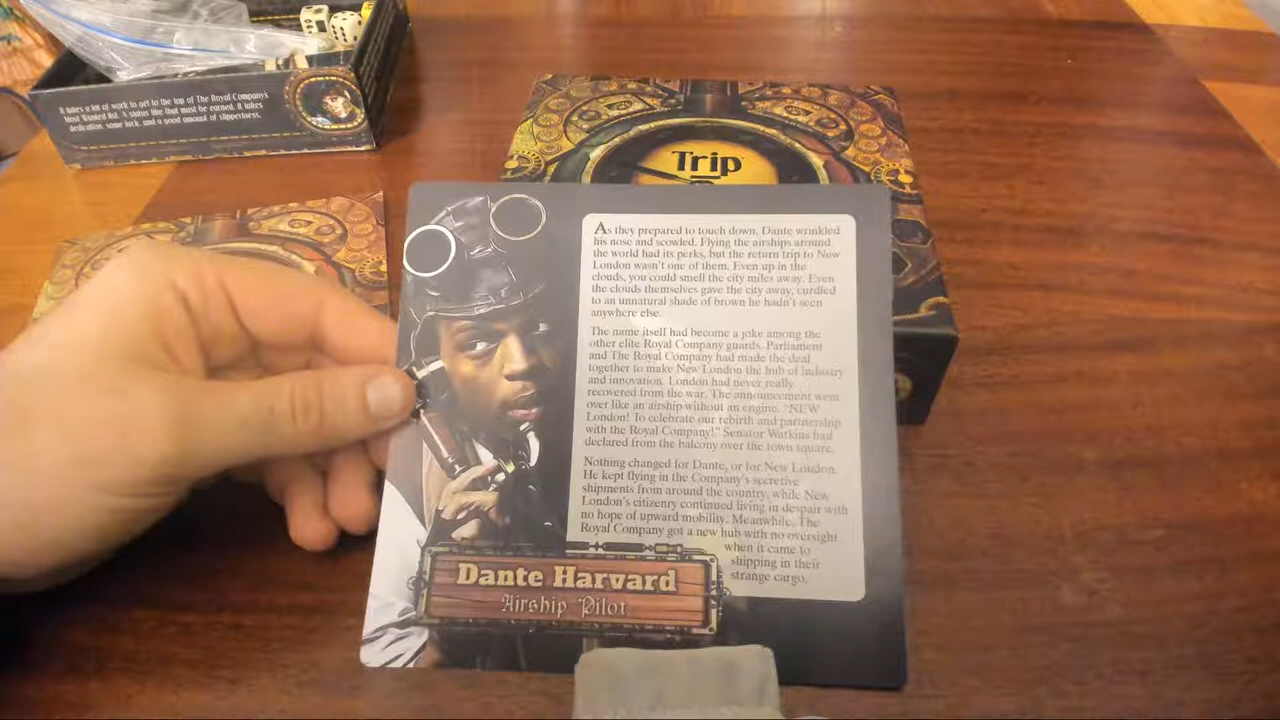 It takes a lot of work to get to the top of The Royal Companys
Most Wanted list. A status like that must be earned. It takes
dedication, some luck, and a good amount of slipperiness.
Trip
As they prepared to touch down, Dante wrinkled
his nose and scowled. Flying the airships around
the world had its perks, but the return trip to New
London wasn't one of them. Even up in the
clouds, you could smell the city miles away. Even
the clouds themselves gave the city away, curdled
to an unnatural shade of brown he hadn't seen
anywhere else.
The name itself had become a joke among the
other elite Royal Company guards. Parliament
and The Royal Company had made the deal
together to make New London the hub of industry
and innovation. London had never really
recovered from the war. The announcement went
over like an airship without an engine. "NEW
London! To celebrate our rebirth and partnership
with the Royal Company!" Senator Watkins had
declared from the balcony over the town square.
Nothing changed for Dante, or for New London.
He kept flying in the Company's secretive
shipments from around the country, while New
London's citizenry continued living in despair with
no hope of upward mobility. Meanwhile, The
Royal Company got a new hub with no oversight
when it came to
shipping in their
strange cargo.
Dante Harvard
Airship Pilot